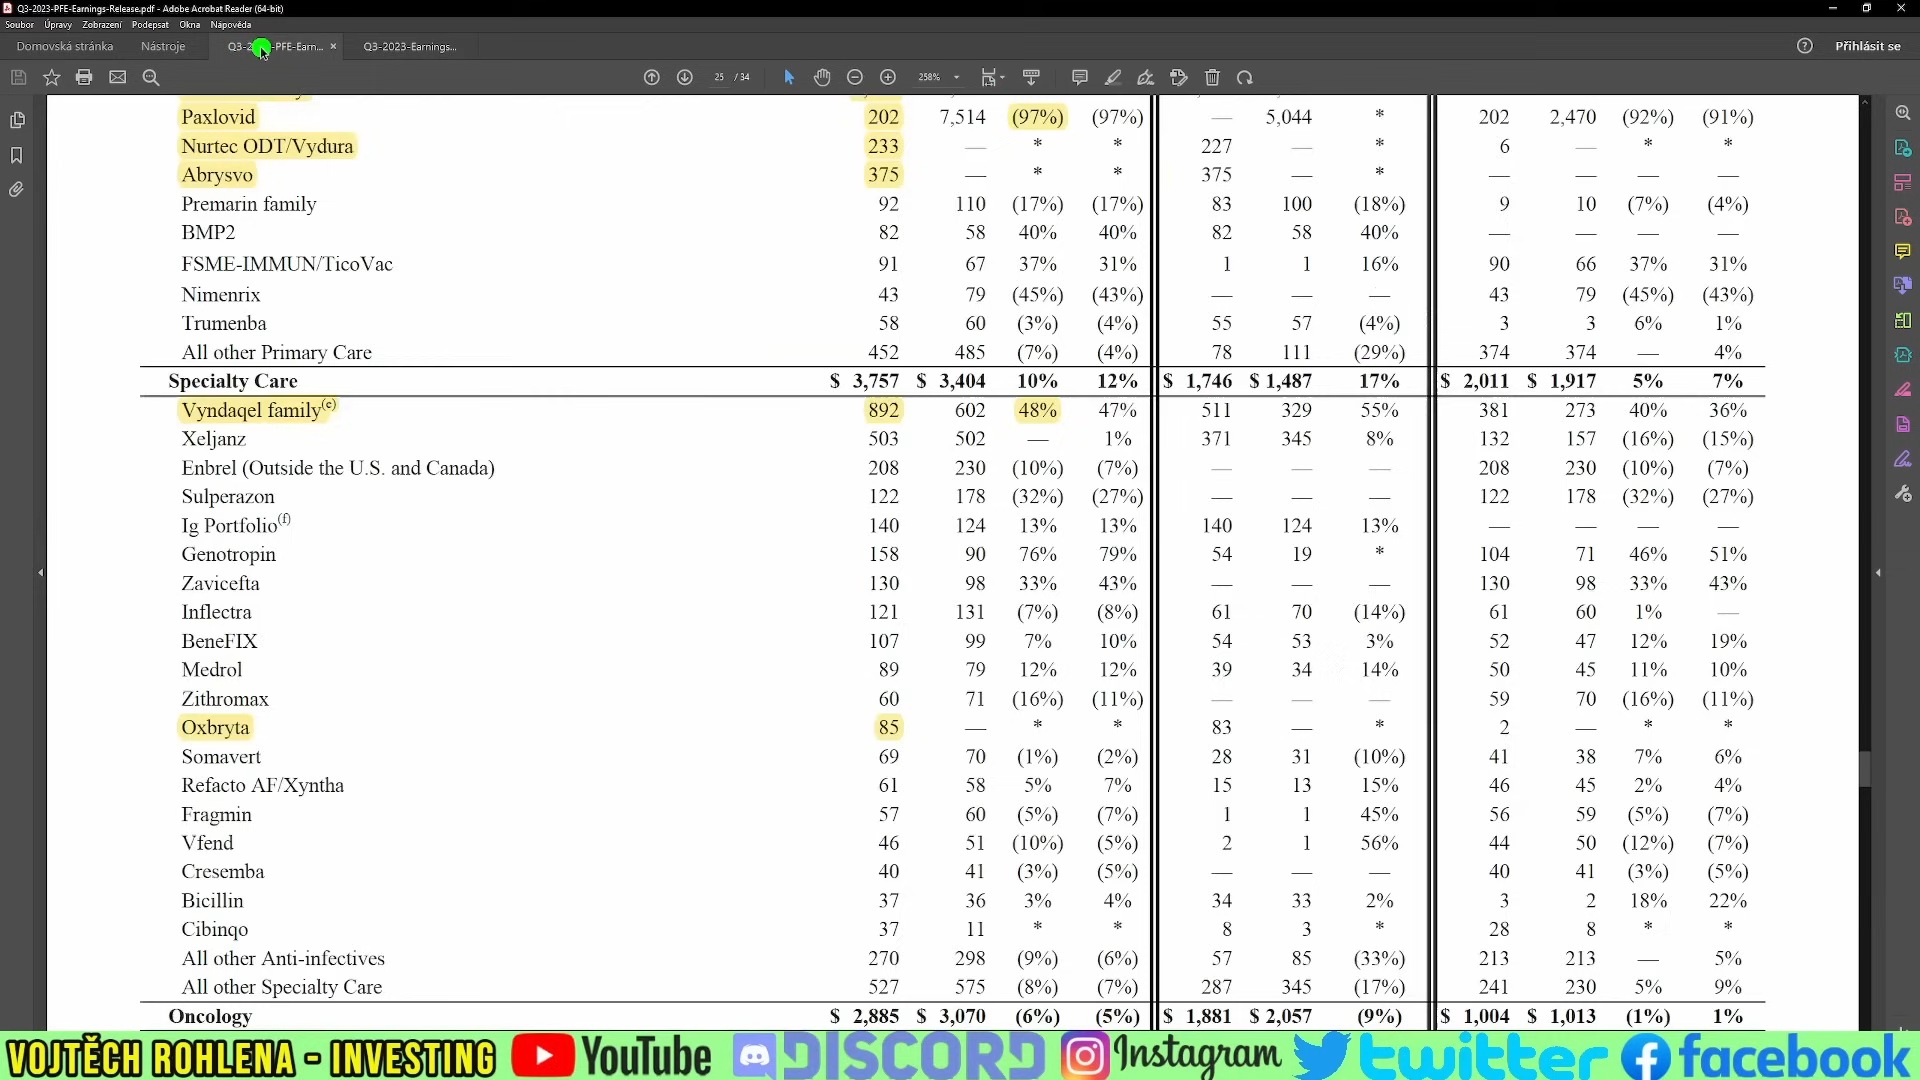 Q3-2023-PFE-Earnings-Release.pdf - Adobe Acrobat Reader (64-bit)
Soubor Úpravy Zobrazení Podepsat Okna Nápověda
Domovská stránka Nástroje Q3-2 -PFE-Earn... × Q3-2023-Earnings... Přihlásit se
25 / 34 258%
Paxlovid 202 7,514 (97%) (97%) — 5,044 * 202 2,470 (92%) (91%)
Nurtec ODT/Vydura 233 — * * 227 — * 6 — * *
Abrysvo 375 — * * 375 — * — — — —
Premarin family 92 110 (17%) (17%) 83 100 (18%) 9 10 (7%) (4%)
BMP2 82 58 40% 40% 82 58 40% — — — —
FSME-IMMUN/TicoVac 91 67 37% 31% 1 1 16% 90 66 37% 31%
Nimenrix 43 79 (45%) (43%) — — — 43 79 (45%) (43%)
Trumenba 58 60 (3%) (4%) 55 57 (4%) 3 3 6% 1%
All other Primary Care 452 485 (7%) (4%) 78 111 (29%) 374 374 — 4%
Specialty Care $ 3,757 $ 3,404 10% 12% $ 1,746 $ 1,487 17% $ 2,011 $ 1,917 5% 7%
Vyndaqel family(e) 892 602 48% 47% 511 329 55% 381 273 40% 36%
Xeljanz 503 502 — 1% 371 345 8% 132 157 (16%) (15%)
Enbrel (Outside the U.S. and Canada) 208 230 (10%) (7%) — — — 208 230 (10%) (7%)
Sulperazon 122 178 (32%) (27%) — — — 122 178 (32%) (27%)
Ig Portfolio(f) 140 124 13% 13% 140 124 13% — — — —
Genotropin 158 90 76% 79% 54 19 * 104 71 46% 51%
Zavicefta 130 98 33% 43% — — — 130 98 33% 43%
Inflectra 121 131 (7%) (8%) 61 70 (14%) 61 60 1% —
BeneFIX 107 99 7% 10% 54 53 3% 52 47 12% 19%
Medrol 89 79 12% 12% 39 34 14% 50 45 11% 10%
Zithromax 60 71 (16%) (11%) — — — 59 70 (16%) (11%)
Oxbryta 85 — * * 83 — * 2 — * *
Somavert 69 70 (1%) (2%) 28 31 (10%) 41 38 7% 6%
Refacto AF/Xyntha 61 58 5% 7% 15 13 15% 46 45 2% 4%
Fragmin 57 60 (5%) (7%) 1 1 45% 56 59 (5%) (7%)
Vfend 46 51 (10%) (5%) 2 1 56% 44 50 (12%) (7%)
Cresemba 40 41 (3%) (5%) — — — 40 41 (3%) (5%)
Bicillin 37 36 3% 4% 34 33 2% 3 2 18% 22%
Cibinqo 37 11 * * 8 3 * 28 8 * *
All other Anti-infectives 270 298 (9%) (6%) 57 85 (33%) 213 213 — 5%
All other Specialty Care 527 575 (8%) (7%) 287 345 (17%) 241 230 5% 9%
Oncology $ 2,885 $ 3,070 (6%) (5%) $ 1,881 $ 2,057 (9%) $ 1,004 $ 1,013 (1%) 1%
VOJTĚCH ROHLENA - INVESTING YouTube DISCORD Instagram twitter facebook